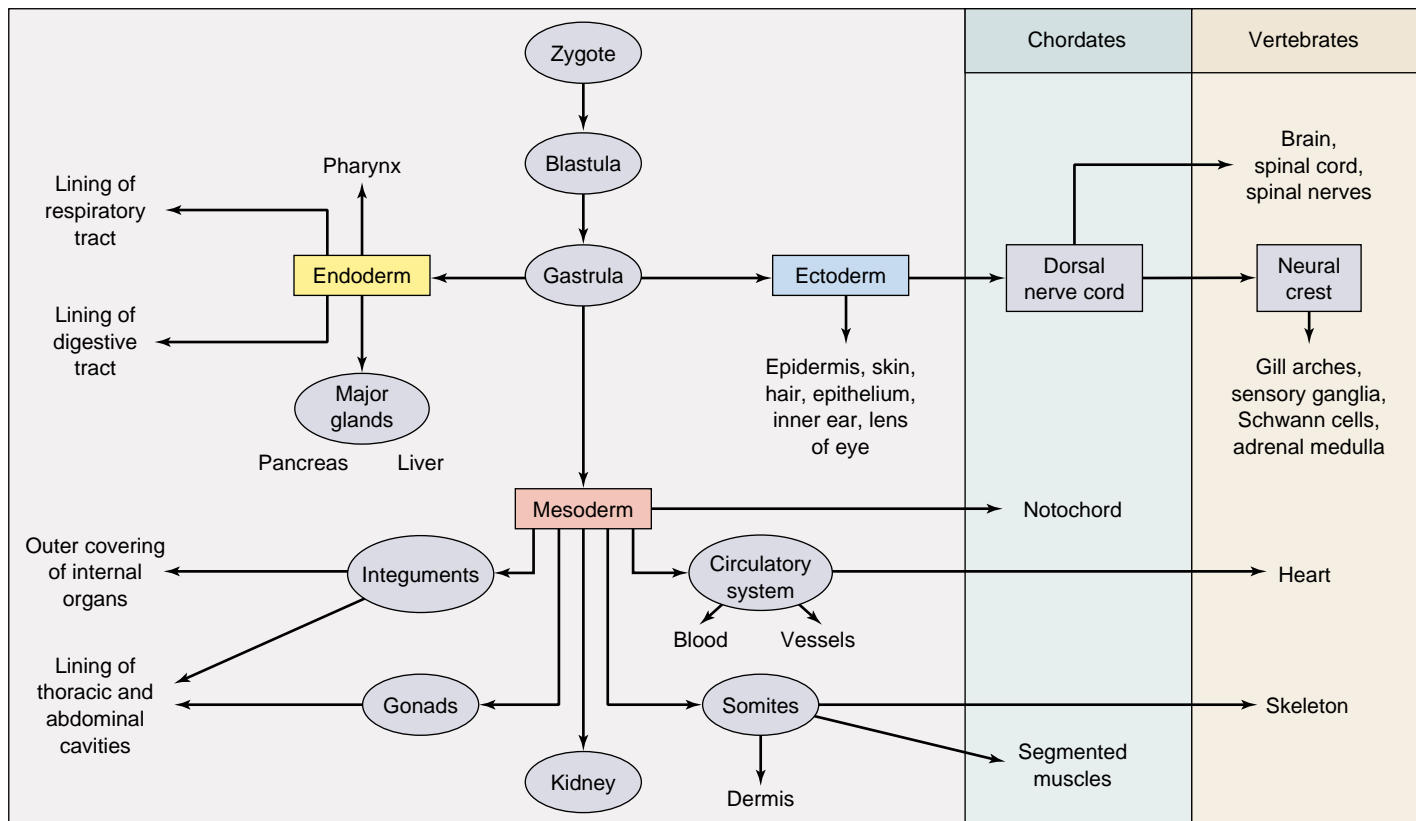 Chordates
Vertebrates
Zygote
Blastula
Gastrula
Pharynx
Lining of
respiratory
tract
Endoderm
Lining of
digestive
tract
Major
glands
Pancreas
Liver
Ectoderm
Epidermis, skin,
hair, epithelium,
inner ear, lens
of eye
Dorsal
nerve cord
Brain,
spinal cord,
spinal nerves
Neural
crest
Gill arches,
sensory ganglia,
Schwann cells,
adrenal medulla
Mesoderm
Notochord
Outer covering
of internal
organs
Integuments
Circulatory
system
Heart
Blood
Vessels
Lining of
thoracic and
abdominal
cavities
Gonads
Somites
Skeleton
Kidney
Dermis
Segmented
muscles